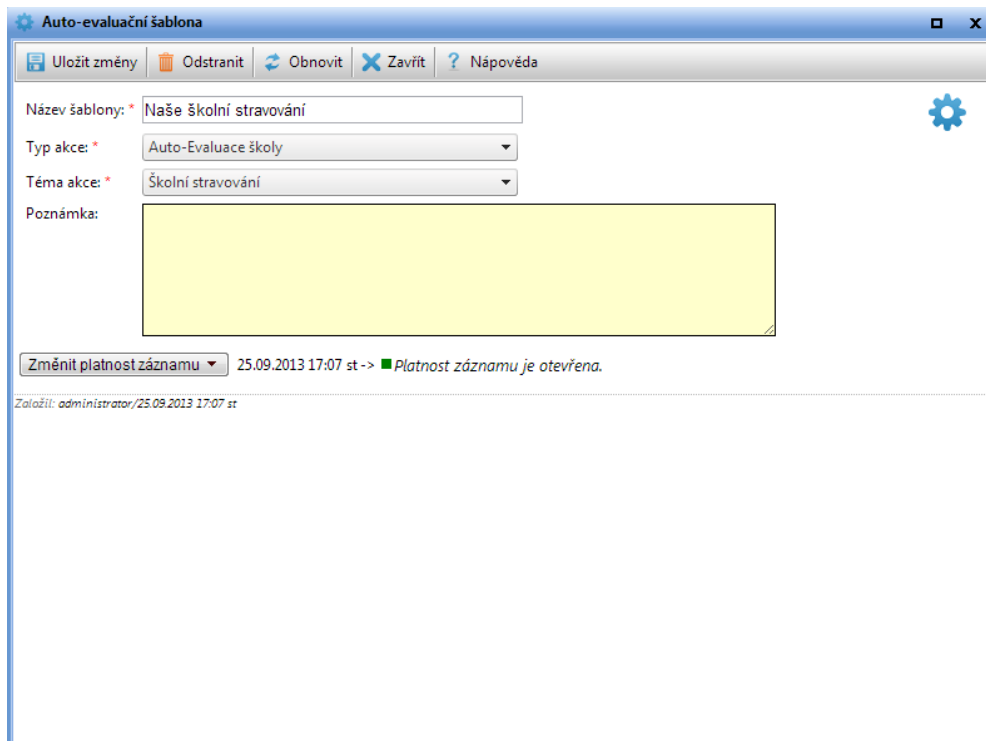 Auto-evaluační šablona
Uložit změny Odstranit Obnovit Zavřít ? Nápověda
Název šablony: * Naše školní stravování
Typ akce: * Auto-Evaluace školy
Téma akce: * Školní stravování
Poznámka:
Změnit platnost záznamu 25.09.2013 17:07 st -> Platnost záznamu je otevřena.
Založil: administrator/25.09.2013 17:07 st